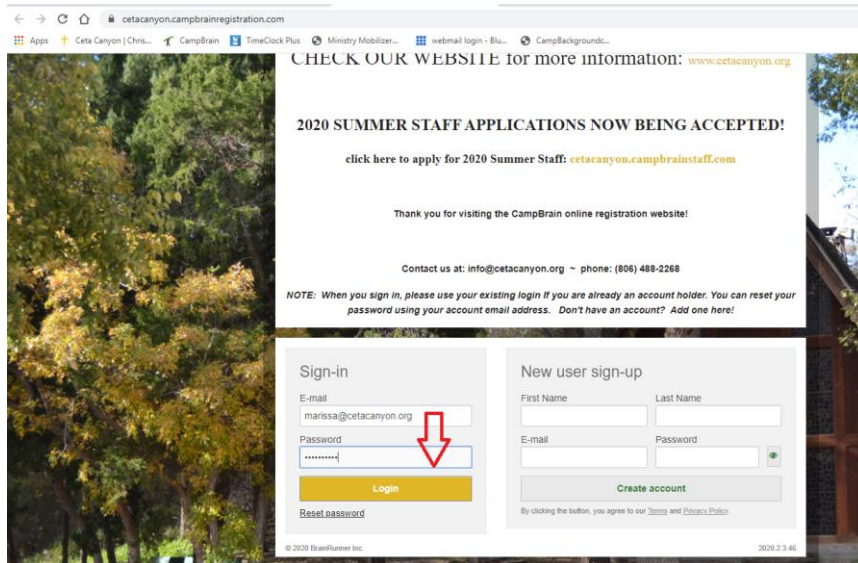 cetacanyon.campbrainregistration.com
Apps Ceta Canyon | Chris... CampBrain TimeClock Plus Ministry Mobilizer... webmail login - Blu... CampBackgroundc...
CHECK OUR WEBSITE for more information: www.cetacanyon.org
2020 SUMMER STAFF APPLICATIONS NOW BEING ACCEPTED!
click here to apply for 2020 Summer Staff: cetacanyon.campbrainstaff.com
Thank you for visiting the CampBrain online registration website!
Contact us at: info@cetacanyon.org ~ phone: (806) 488-2268
NOTE: When you sign in, please use your existing login If you are already an account holder. You can reset your
password using your account email address. Don't have an account? Add one here!
Sign-in
E-mail
marissa@cetacanyon.org
Password
••••••••••
Login
Reset password
New user sign-up
First Name Last Name
E-mail Password
Create account
By clicking the button, you agree to our Terms and Privacy Policy.
© 2020 BrainRunner Inc. 2020.2.3.46